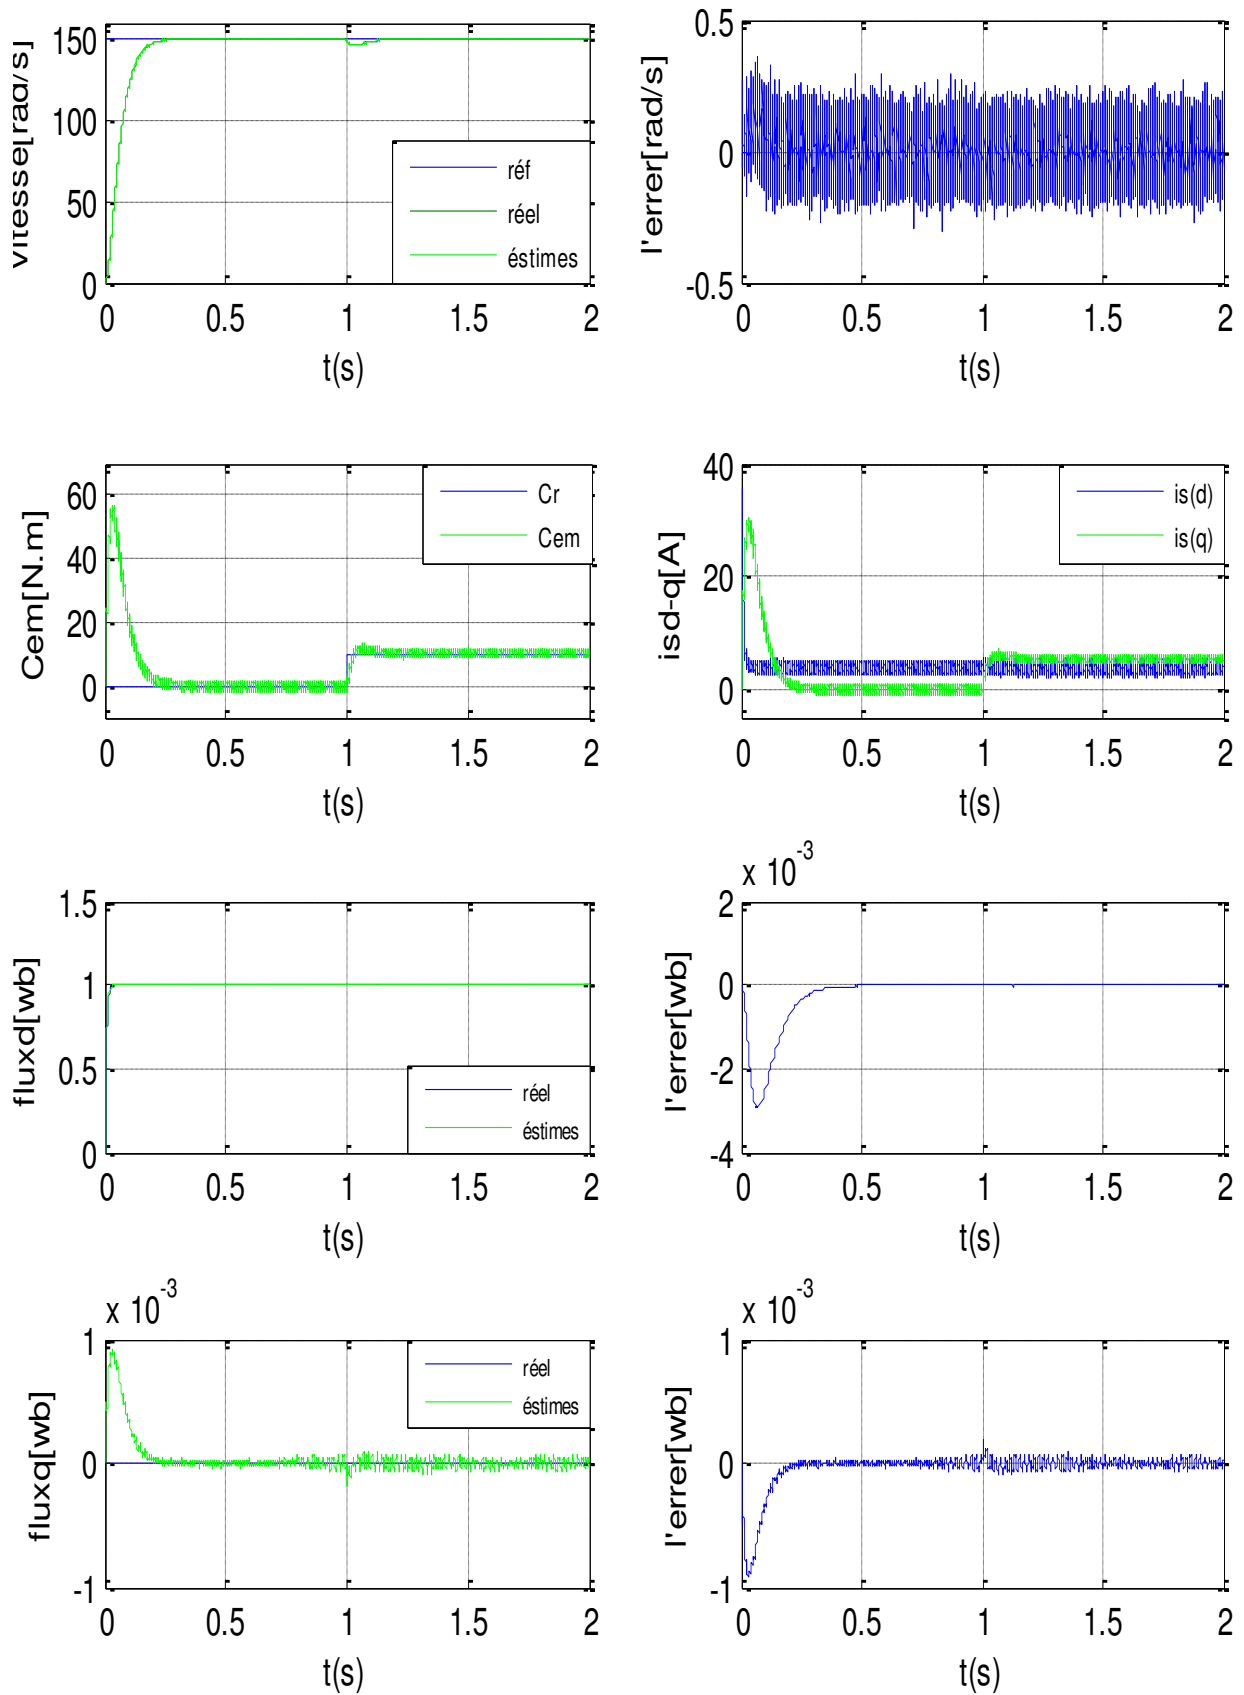 vitesse[rad/s]
150
100
50
0
réf
réel
éstimes
0 0.5 1 1.5 2
t(s)
l'errer[rad/s]
0.5
0
-0.5
0 0.5 1 1.5 2
t(s)
Cem[N.m]
60
40
20
0
Cr
Cem
0 0.5 1 1.5 2
t(s)
isd-q[A]
40
20
0
is(d)
is(q)
0 0.5 1 1.5 2
t(s)
fluxd[wb]
1.5
1
0.5
0
réel
éstimes
0 0.5 1 1.5 2
t(s)
x 10-3
l'errer[wb]
2
0
-2
-4
0 0.5 1 1.5 2
t(s)
x 10-3
fluxq[wb]
1
0
-1
réel
éstimes
0 0.5 1 1.5 2
t(s)
x 10-3
l'errer[wb]
1
0
-1
0 0.5 1 1.5 2
t(s)